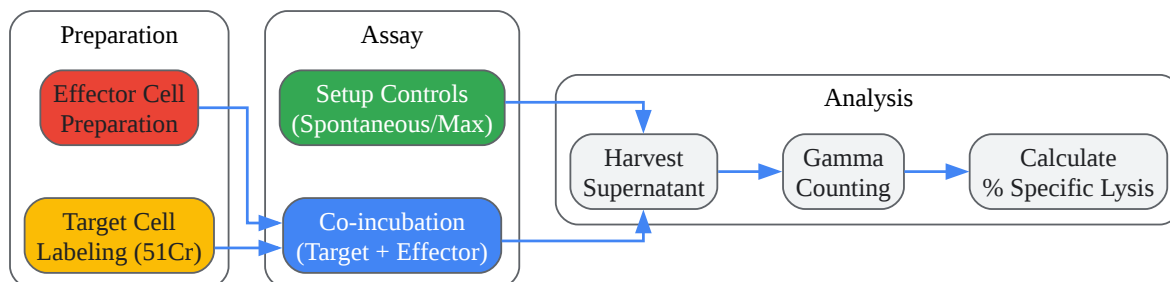 Preparation
Effector Cell
Preparation
Target Cell
Labeling (51Cr)
Assay
Setup Controls
(Spontaneous/Max)
Co-incubation
(Target + Effector)
Analysis
Harvest
Supernatant
Gamma
Counting
Calculate
% Specific Lysis